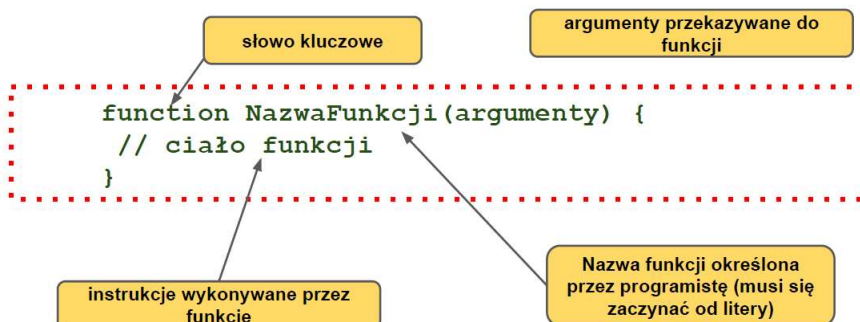 słowo kluczowe
argumenty przekazywane do
funkcji
function NazwaFunkcji(argumenty) {
// ciało funkcji
}
instrukcje wykonywane przez
funkcje
Nazwa funkcji określona
przez programistę (musi się
zaczynać od litery)